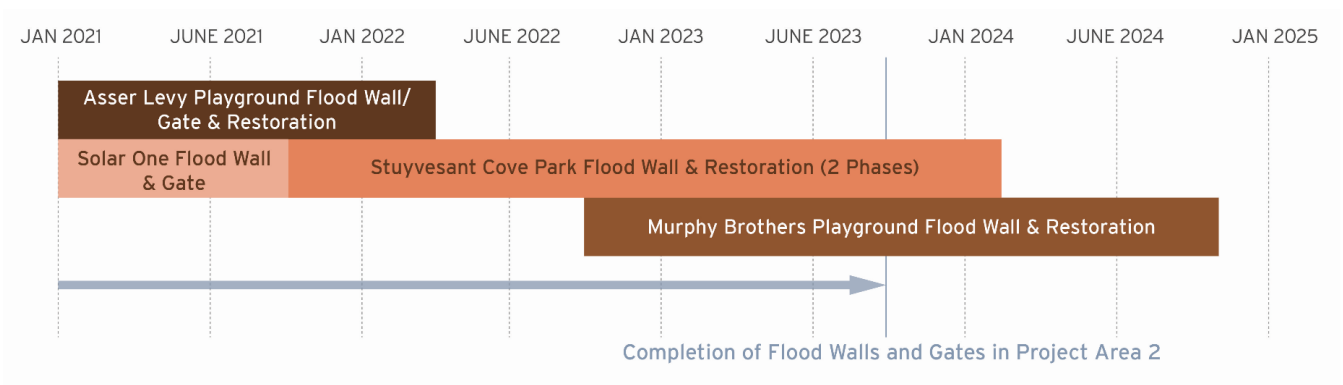 JAN 2021 JUNE 2021 JAN 2022 JUNE 2022 JAN 2023 JUNE 2023 JAN 2024 JUNE 2024 JAN 2025
Asser Levy Playground Flood Wall/
Gate & Restoration
Solar One Flood Wall
& Gate
Stuyvesant Cove Park Flood Wall & Restoration (2 Phases)
Murphy Brothers Playground Flood Wall & Restoration
Completion of Flood Walls and Gates in Project Area 2